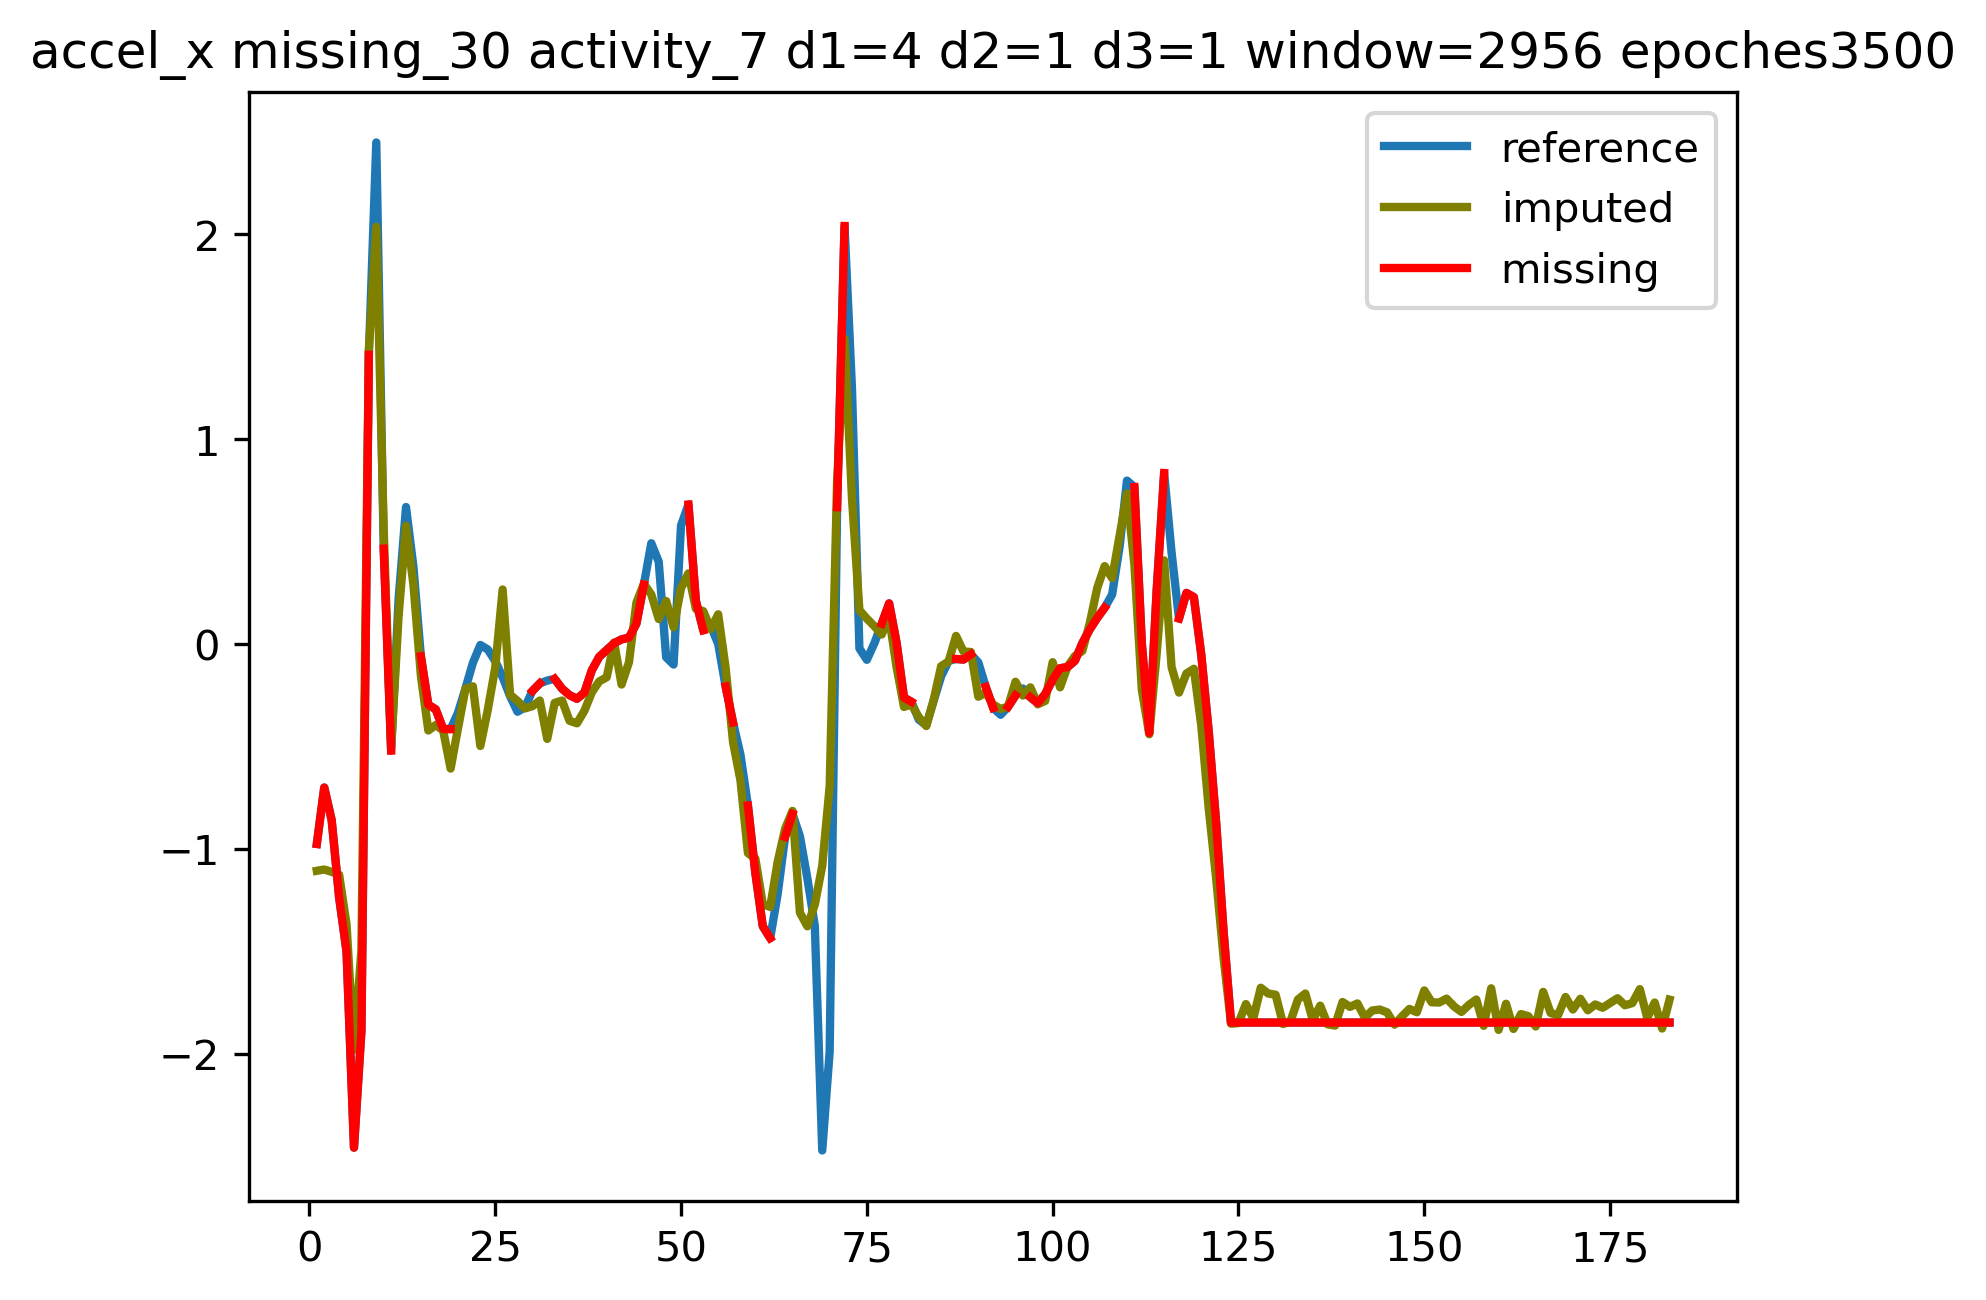 accel_x missing_30 activity_7 d1=4 d2=1 d3=1 window=2956 epoches3500
reference
imputed
missing
2
1
0
−1
−2
0 25 50 75 100 125 150 175